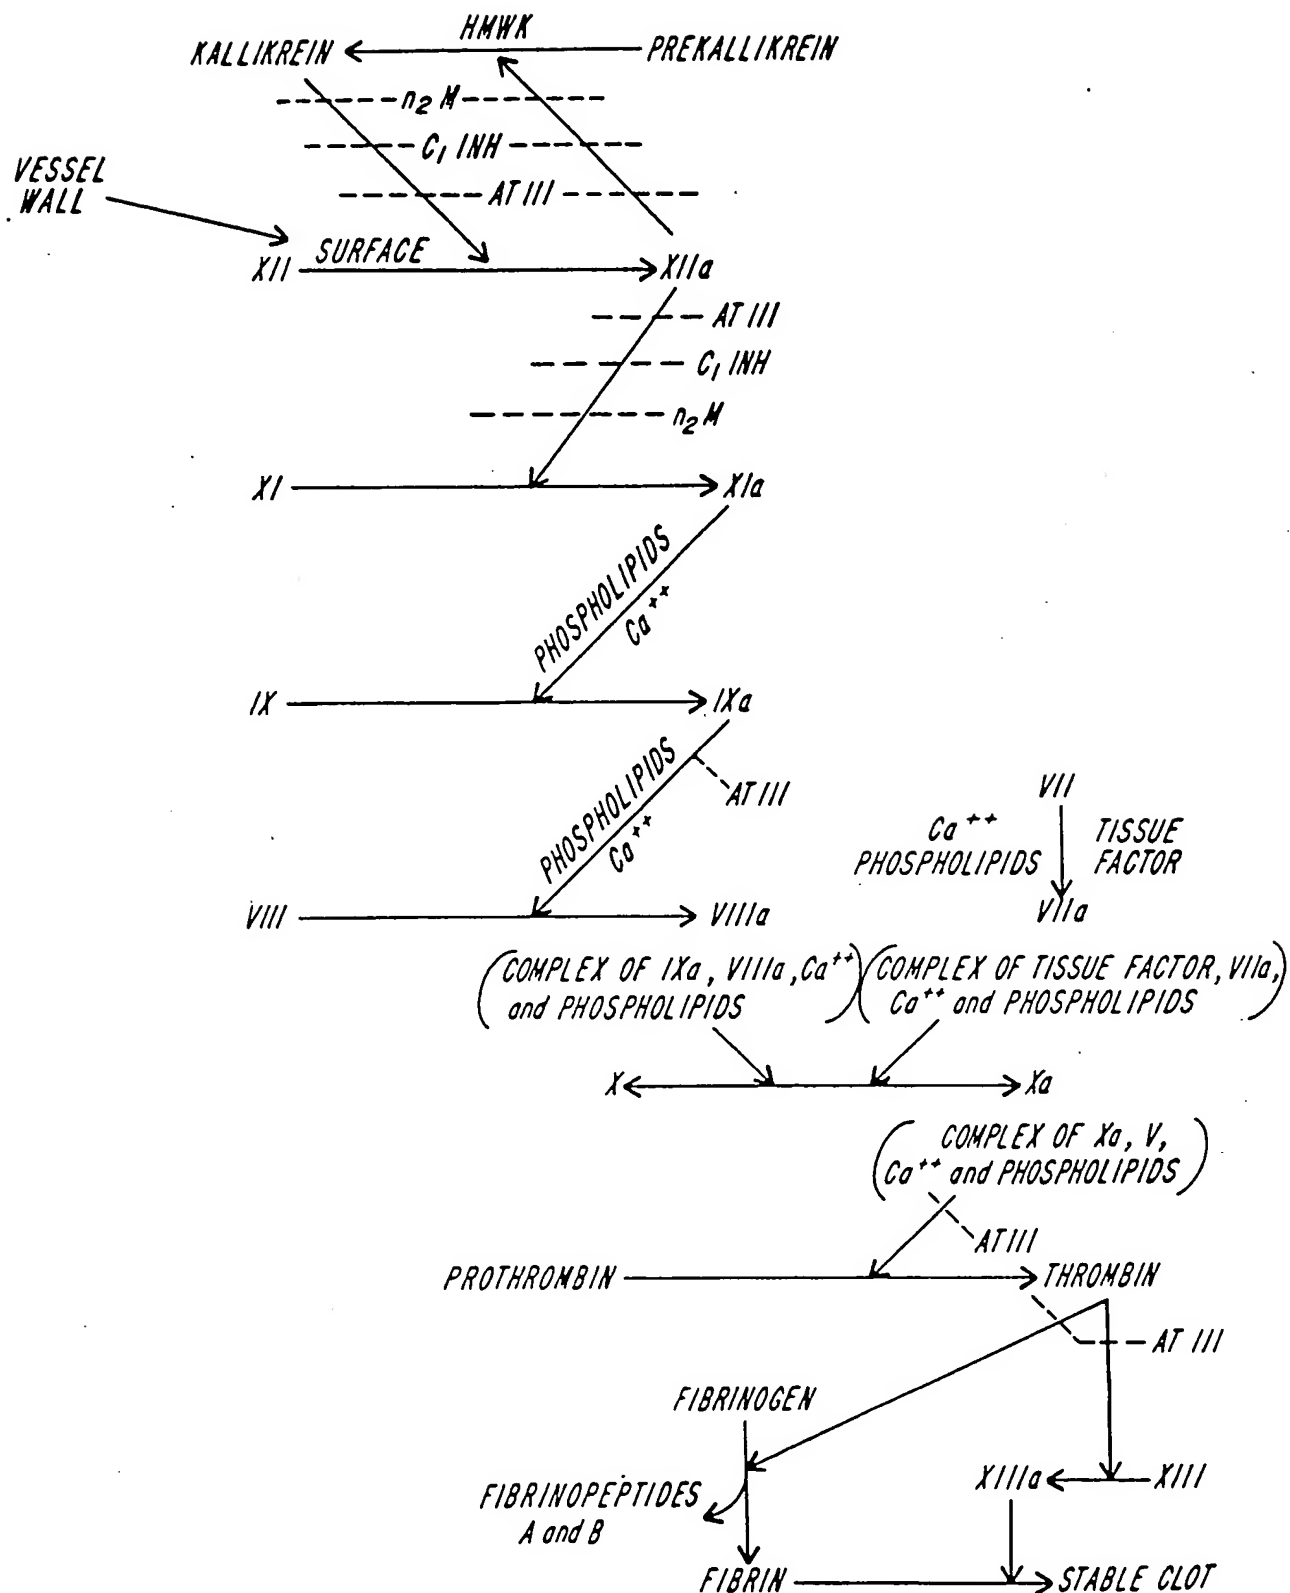 HMWK
KALLIKREIN
PREKALLIKREIN
n₂ M
C₁ INH
AT III
VESSEL
WALL
SURFACE
XII
XIIa
AT III
C₁ INH
n₂ M
XI
XIa
PHOSPHOLIPIDS
Ca⁺⁺
IX
IXa
PHOSPHOLIPIDS
Ca⁺⁺
AT III
VII
Ca⁺⁺
PHOSPHOLIPIDS
TISSUE
FACTOR
VIIa
VIII
VIIIa
(COMPLEX OF IXa, VIIIa, Ca⁺⁺
and PHOSPHOLIPIDS)
(COMPLEX OF TISSUE FACTOR, VIIa,
Ca⁺⁺ and PHOSPHOLIPIDS)
X
Xa
(COMPLEX OF Xa, V,
Ca⁺⁺ and PHOSPHOLIPIDS)
AT III
PROTHROMBIN
THROMBIN
AT III
FIBRINOGEN
XIIIa
XIII
FIBRINOPEPTIDES
A and B
FIBRIN
STABLE CLOT